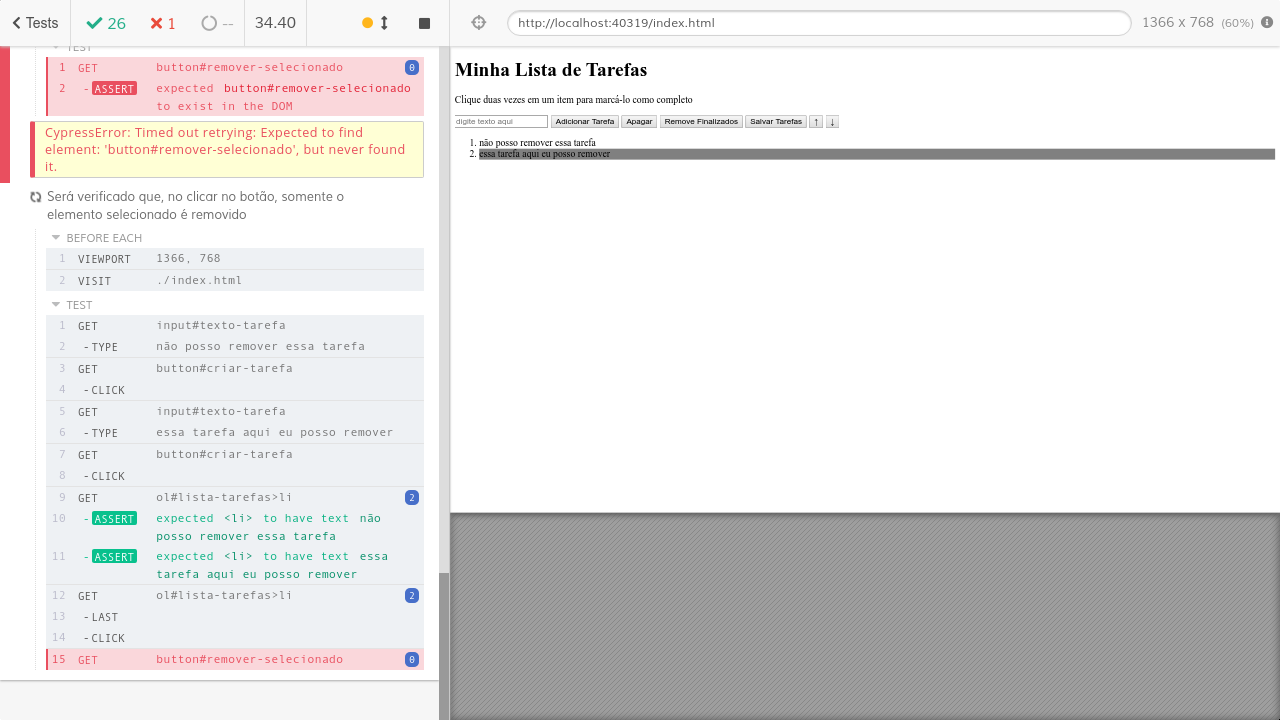 Tests
26
1
--
34.40
http://localhost:40319/index.html
1366 x 768 (60%)
TEST
1 GET button#remover-selecionado 0
2 - ASSERT expected button#remover-selecionado
to exist in the DOM
CypressError: Timed out retrying: Expected to find
element: 'button#remover-selecionado', but never found
it.
Será verificado que, no clicar no botão, somente o
elemento selecionado é removido
BEFORE EACH
1 VIEWPORT 1366, 768
2 VISIT ./index.html
TEST
1 GET input#texto-tarefa
2 - TYPE não posso remover essa tarefa
3 GET button#criar-tarefa
4 - CLICK
5 GET input#texto-tarefa
6 - TYPE essa tarefa aqui eu posso remover
7 GET button#criar-tarefa
8 - CLICK
9 GET ol#lista-tarefas>li 2
10 - ASSERT expected <li> to have text não
posso remover essa tarefa
11 - ASSERT expected <li> to have text essa
tarefa aqui eu posso remover
12 GET ol#lista-tarefas>li 2
13 - LAST
14 - CLICK
15 GET button#remover-selecionado 0
Minha Lista de Tarefas
Clique duas vezes em um item para marcá-lo como completo
digite texto aqui Adicionar Tarefa Apagar Remove Finalizados Salvar Tarefas ↑ ↓
1. não posso remover essa tarefa
2. essa tarefa aqui eu posso remover